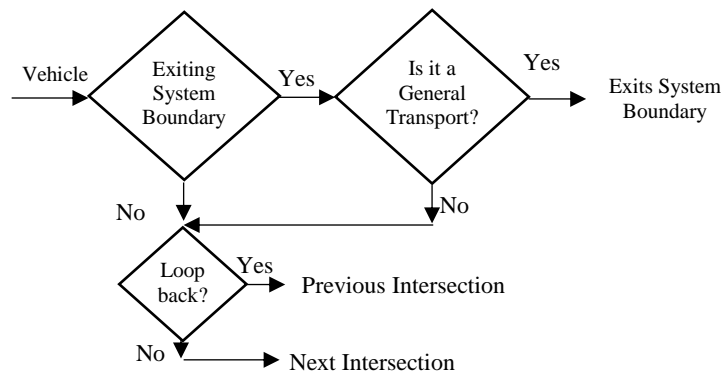 Vehicle
Exiting
System
Boundary
Yes
Is it a
General
Transport?
Yes
Exits System
Boundary
No
No
Loop
back?
Yes
Previous Intersection
No
Next Intersection